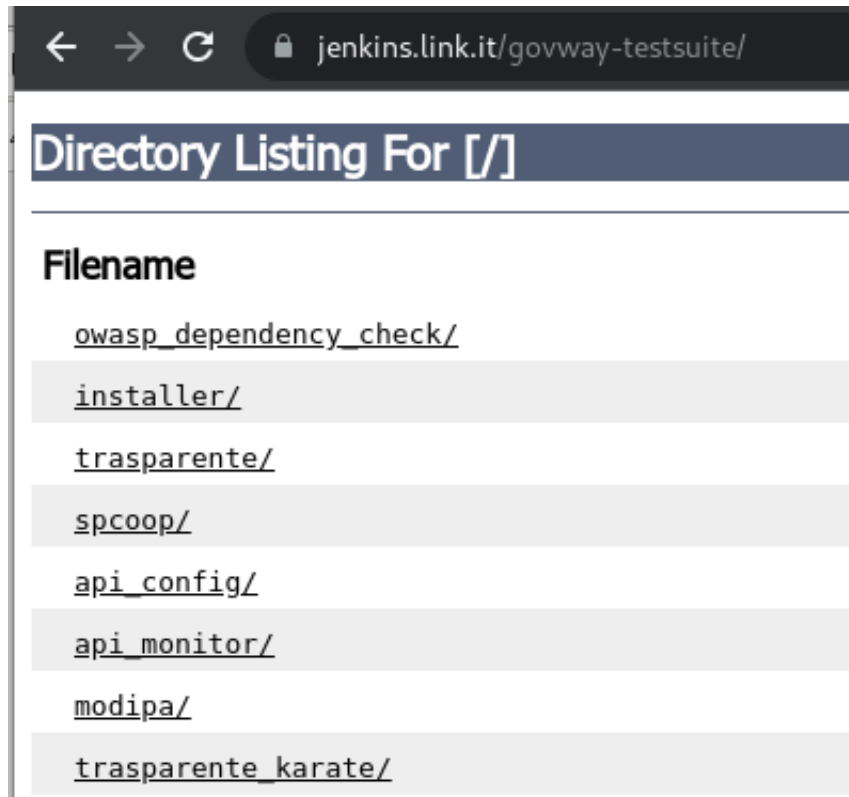 jenkins.link.it/govway-testsuite/
Directory Listing For [/]
Filename
owasp_dependency_check/
installer/
trasparente/
spcoop/
api_config/
api_monitor/
modipa/
trasparente_karate/